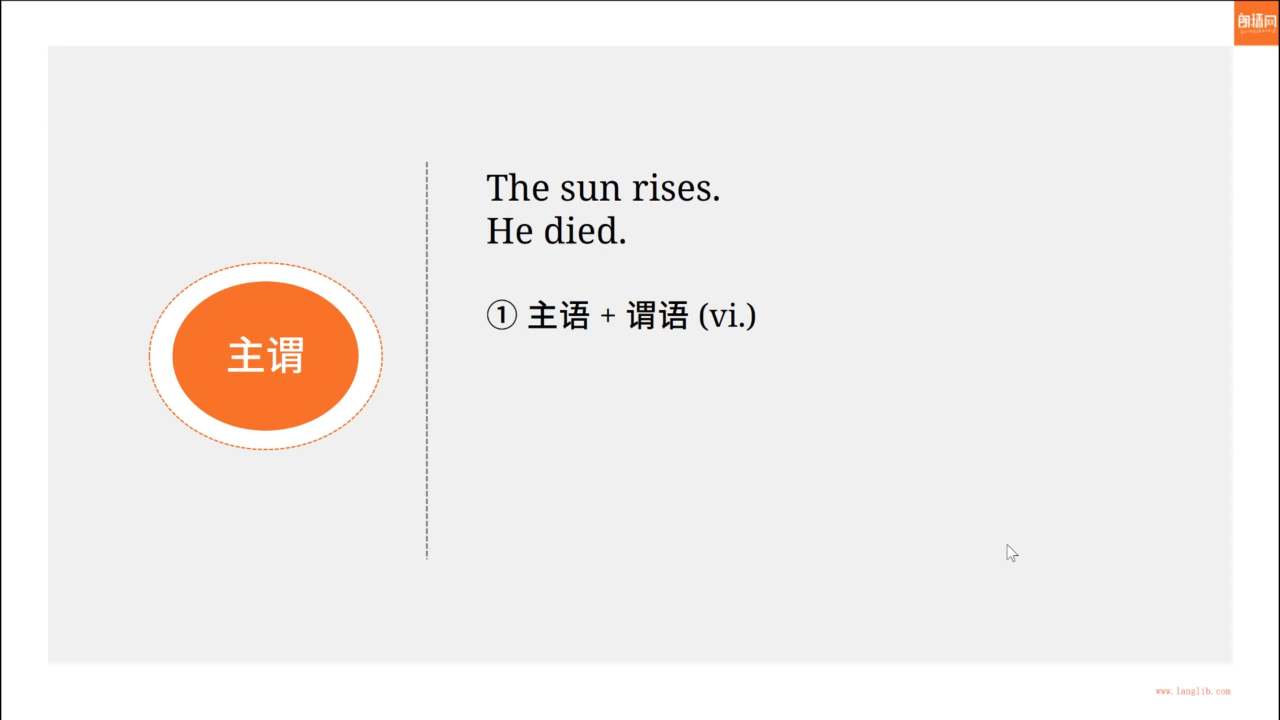 朗播网
The sun rises.
He died.
① 主语 + 谓语 (vi.)
主谓
www.langlib.com